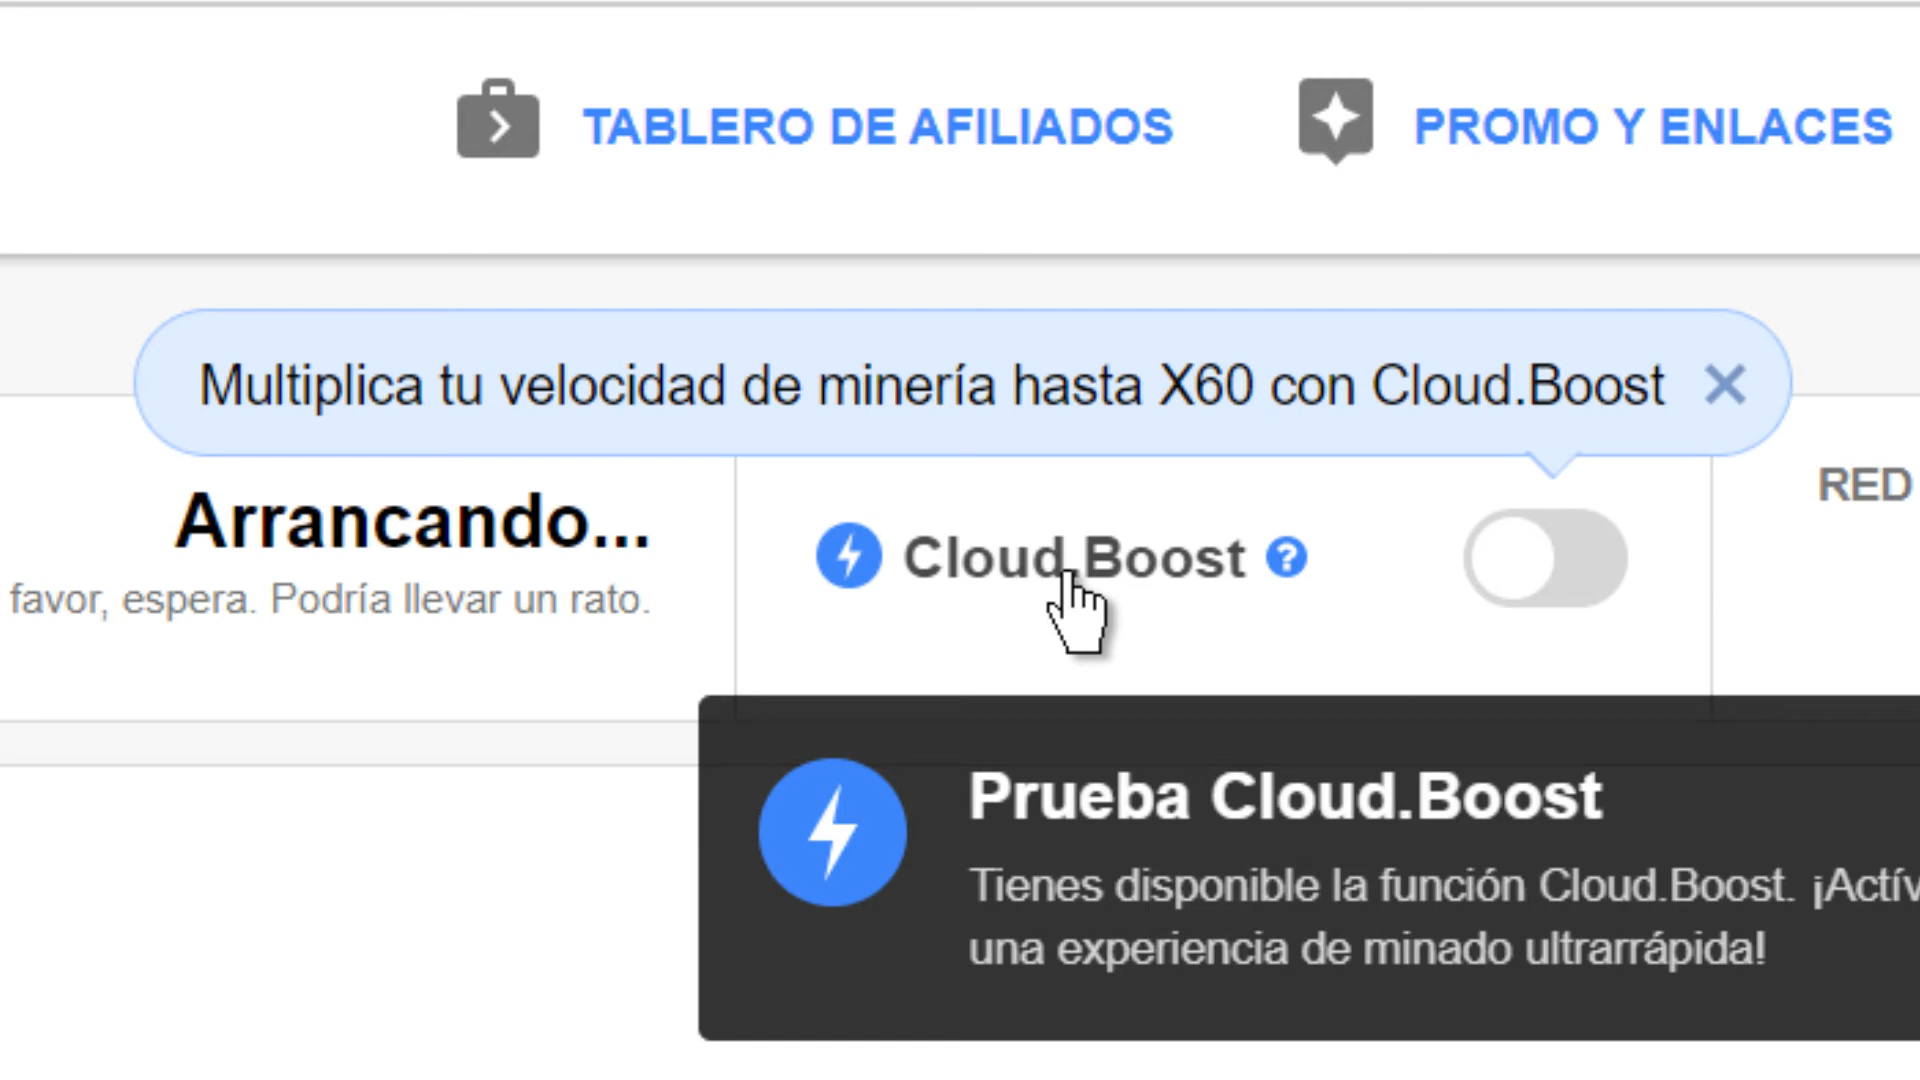 TABLERO DE AFILIADOS
PROMO Y ENLACES
Multiplica tu velocidad de minería hasta X60 con Cloud.Boost
Arrancando...
favor, espera. Podría llevar un rato.
Cloud.Boost
RED
Prueba Cloud.Boost
Tienes disponible la función Cloud.Boost. ¡Actív
una experiencia de minado ultrarrápida!